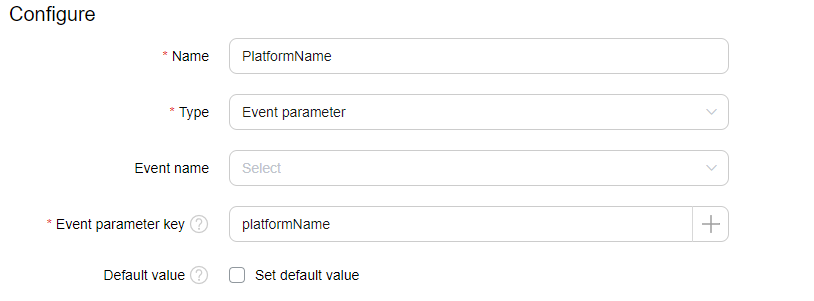 Configure
* Name PlatformName
* Type Event parameter
Event name Select
* Event parameter key ? platformName +
Default value ? Set default value